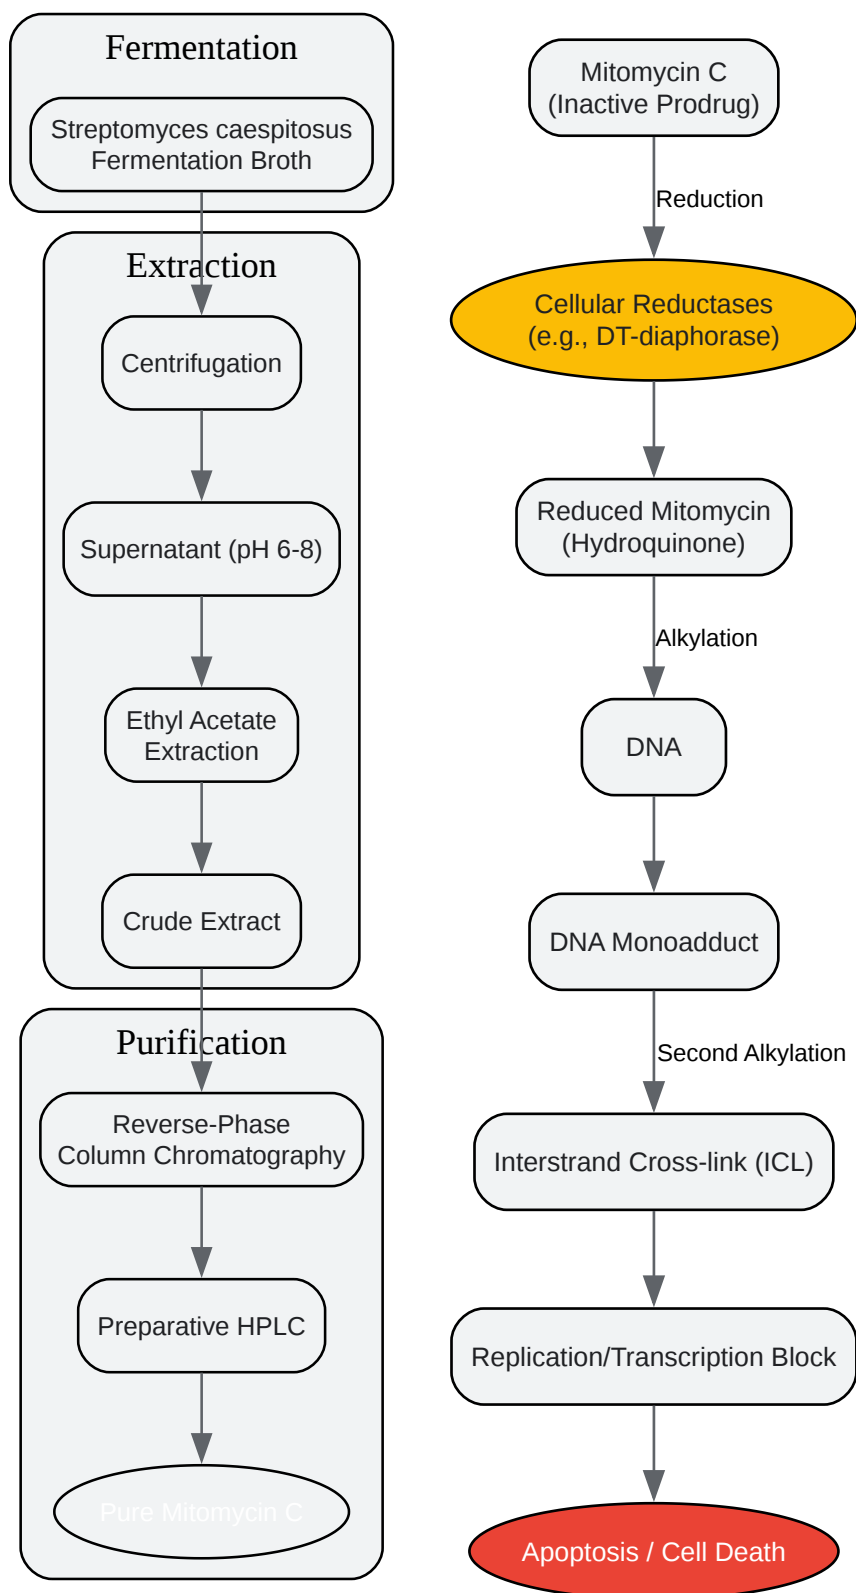 Fermentation
Streptomyces caespitosus
Fermentation Broth
Extraction
Centrifugation
Supernatant (pH 6-8)
Ethyl Acetate
Extraction
Crude Extract
Purification
Reverse-Phase
Column Chromatography
Preparative HPLC
Pure Mitomycin C
Mitomycin C
(Inactive Prodrug)
Reduction
Cellular Reductases
(e.g., DT-diaphorase)
Reduced Mitomycin
(Hydroquinone)
Alkylation
DNA
DNA Monoadduct
Second Alkylation
Interstrand Cross-link (ICL)
Replication/Transcription Block
Apoptosis / Cell Death